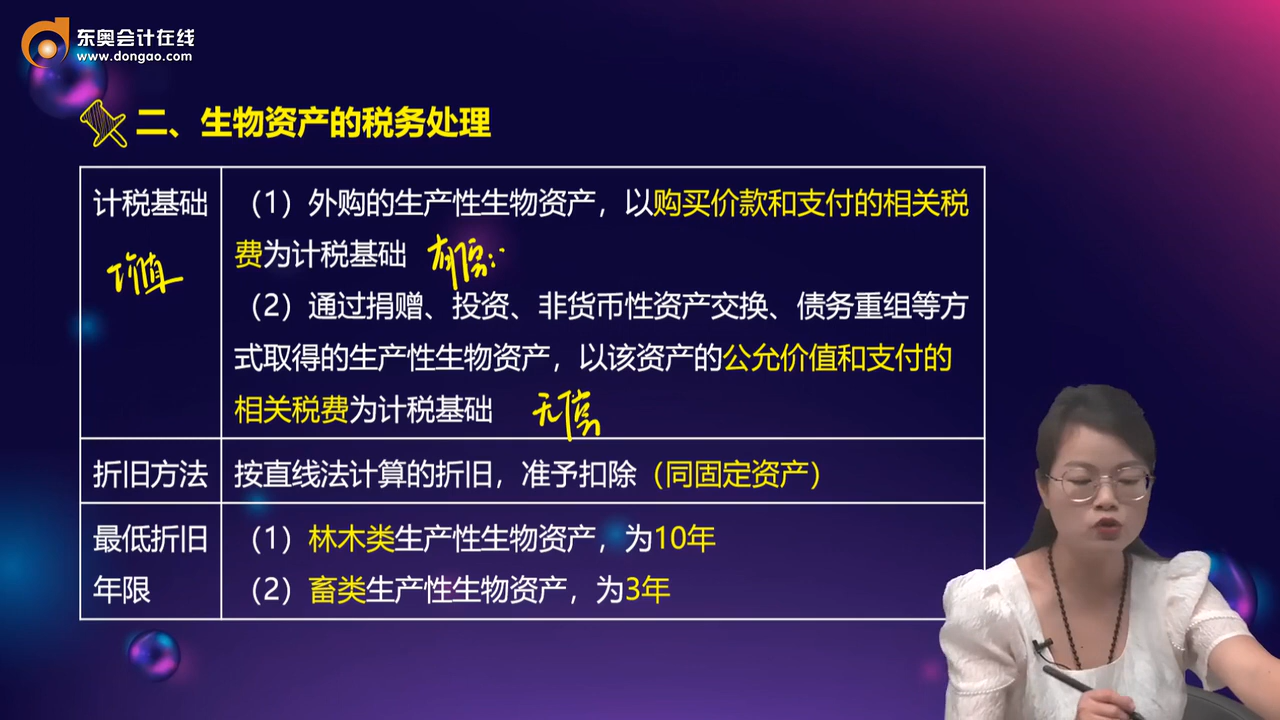 东奥会计在线
www.dongao.com
二、生物资产的税务处理
计税基础
价值
（1）外购的生产性生物资产，以购买价款和支付的相关税
费为计税基础
有偿
（2）通过捐赠、投资、非货币性资产交换、债务重组等方
式取得的生产性生物资产，以该资产的公允价值和支付的
相关税费为计税基础
无偿
折旧方法
按直线法计算的折旧，准予扣除（同固定资产）
最低折旧
年限
（1）林木类生产性生物资产，为10年
（2）畜类生产性生物资产，为3年